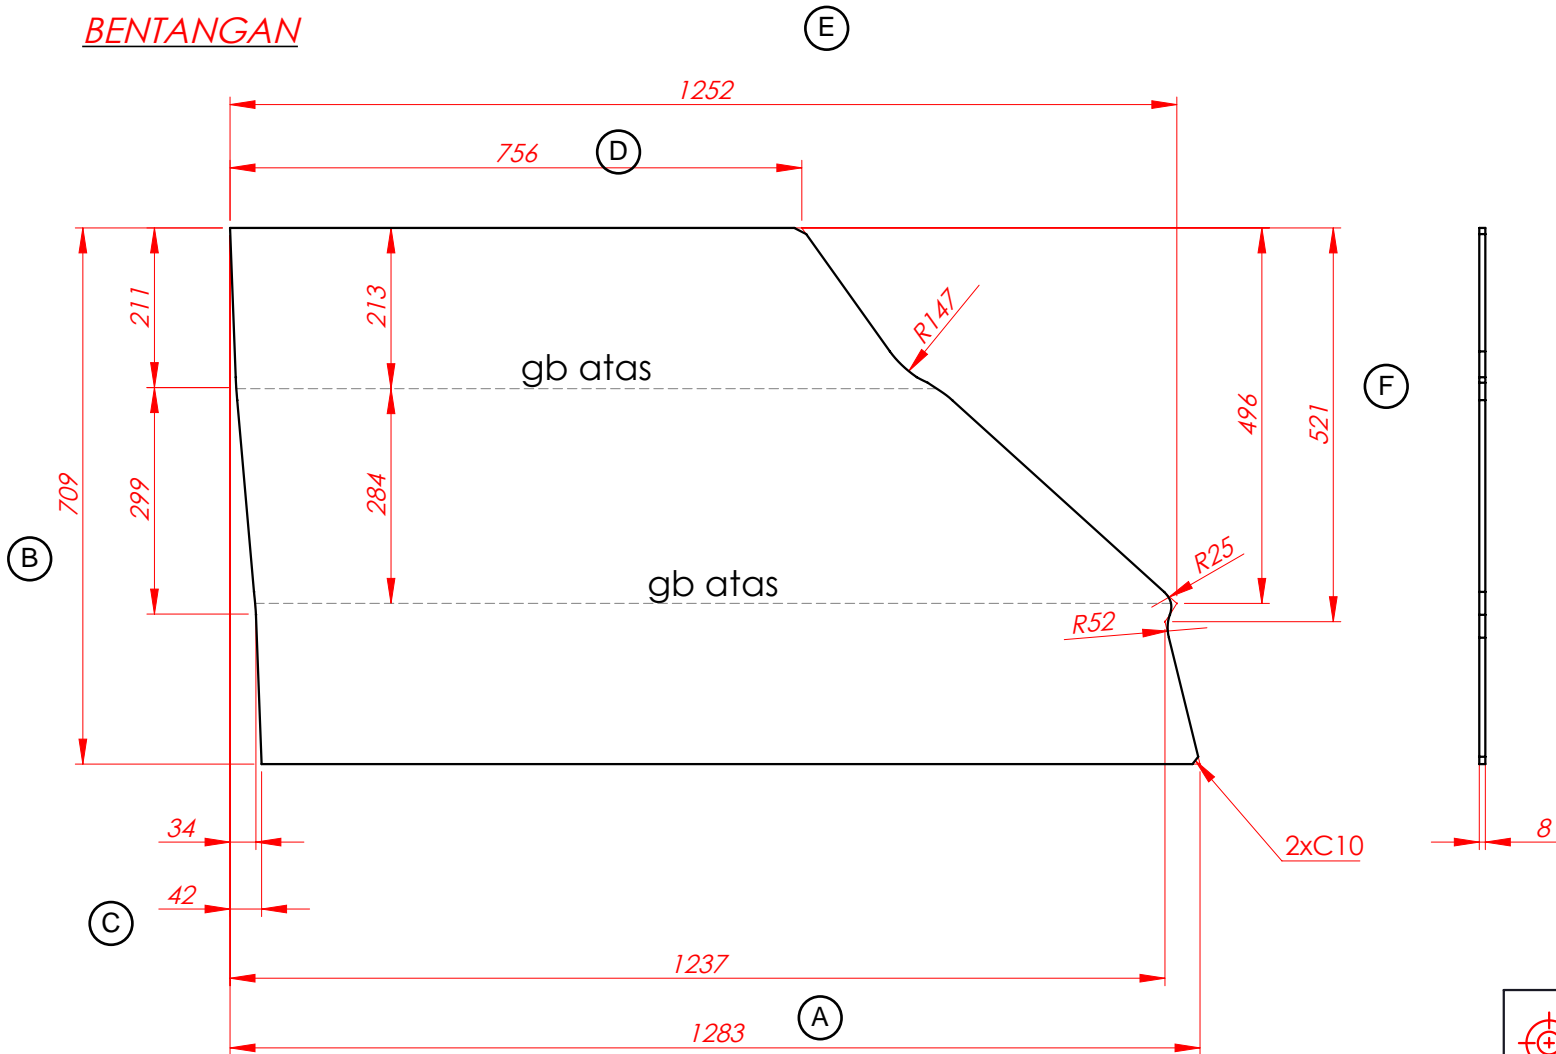 BENTANGAN
E
1252
756
D
211
213
R147
gb atas
F
496
521
709
299
284
B
gb atas
R25
R52
34
2xC10
8
42
C
1237
A
1283